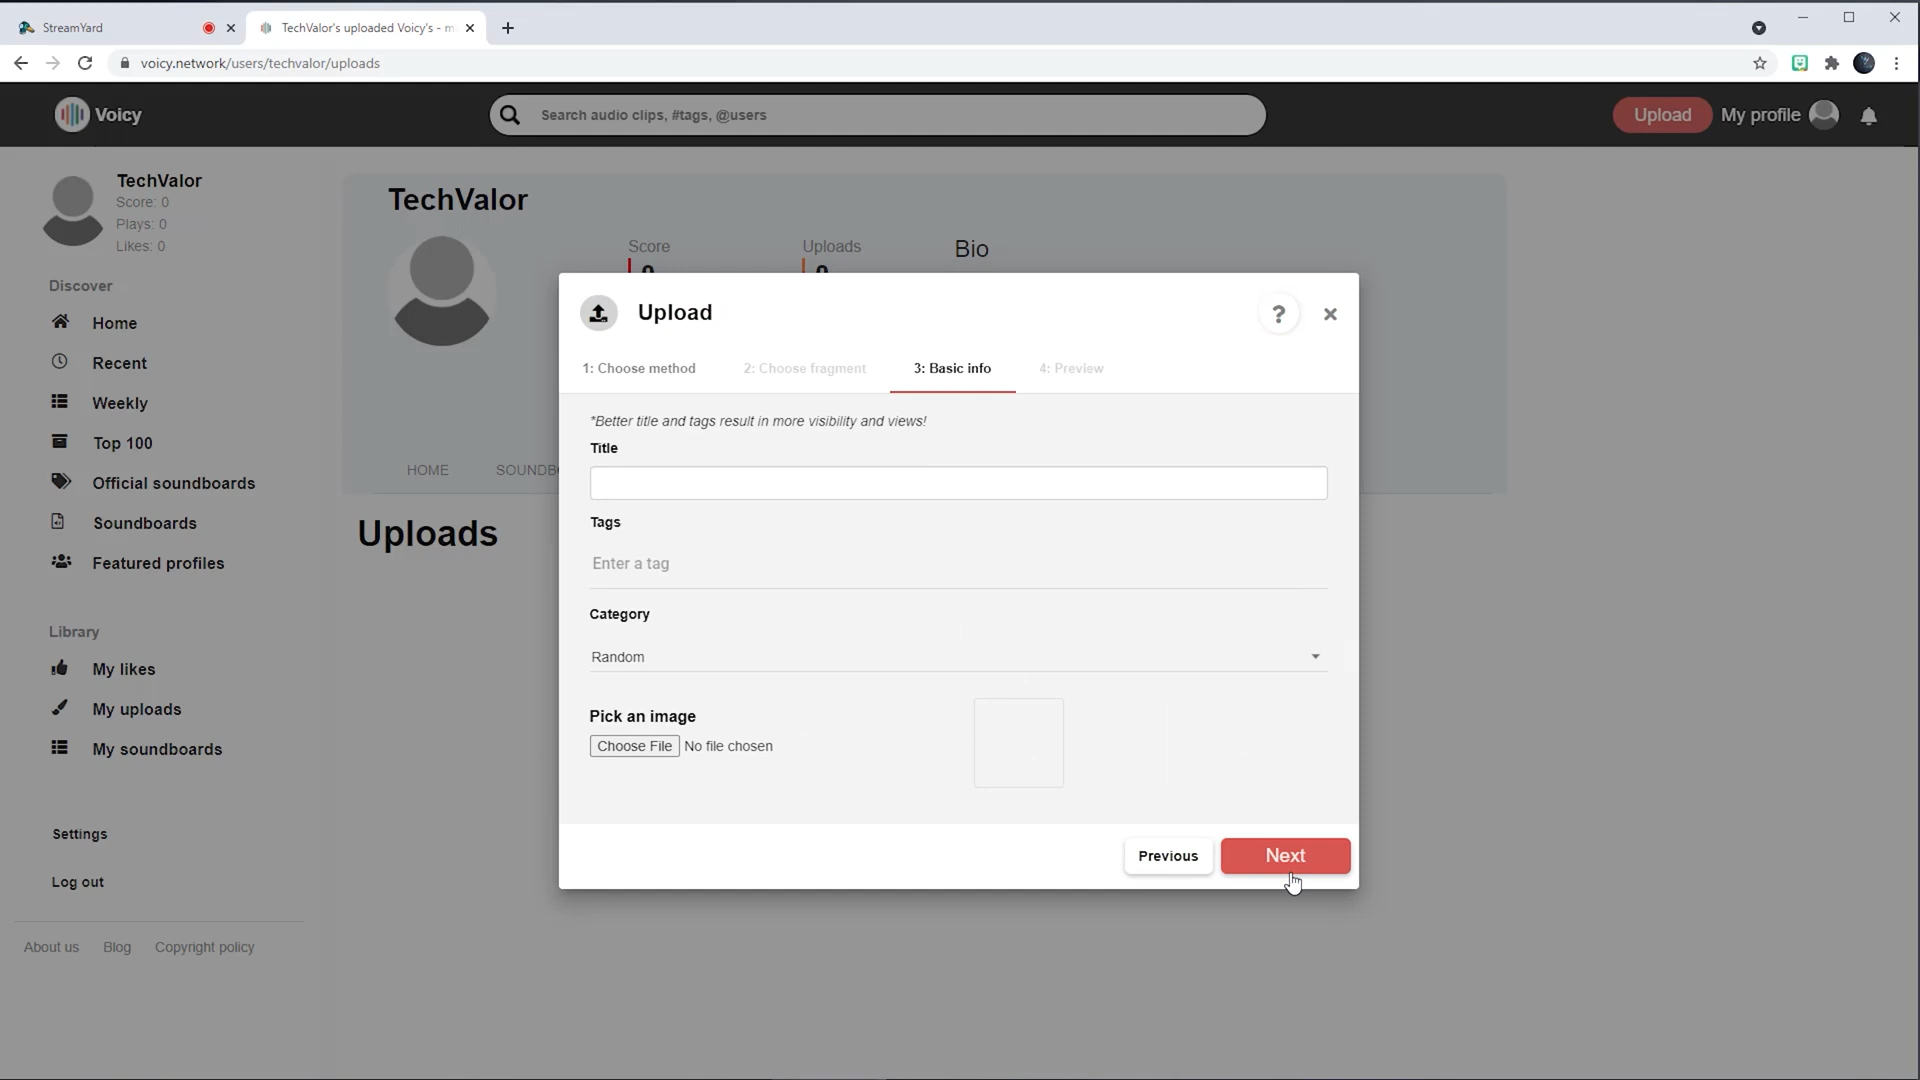 StreamYard
TechValor's uploaded Voicy's - m
voicy.network/users/techvalor/uploads
Voicy
Search audio clips, #tags, @users
Upload
My profile
TechValor
Score: 0
Plays: 0
Likes: 0
Discover
Home
Recent
Weekly
Top 100
Official soundboards
Soundboards
Featured profiles
Library
My likes
My uploads
My soundboards
Settings
Log out
About us Blog Copyright policy
TechValor
Score
0
Uploads
0
Bio
HOME SOUNDBO
Uploads
Upload
?
1: Choose method 2: Choose fragment 3: Basic info 4: Preview
*Better title and tags result in more visibility and views!
Title
Tags
Enter a tag
Category
Random
Pick an image
Choose File No file chosen
Previous Next